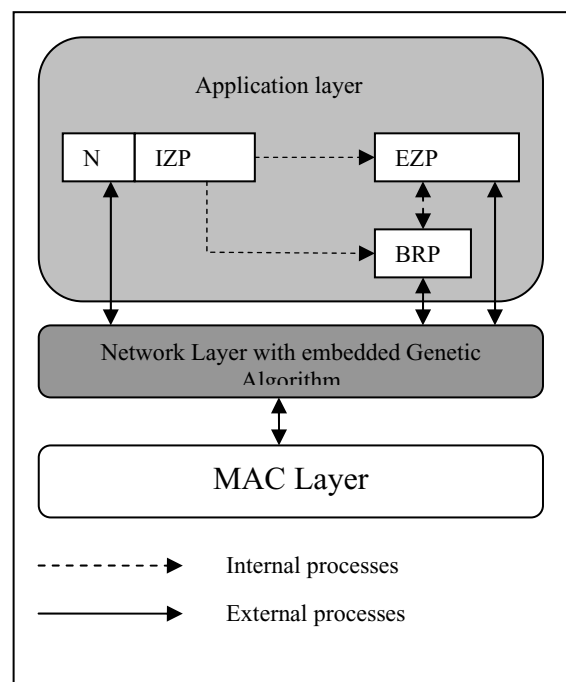 Application layer
N IZP EZP
BRP
Network Layer with embedded Genetic
Algorithm
MAC Layer
Internal processes
External processes